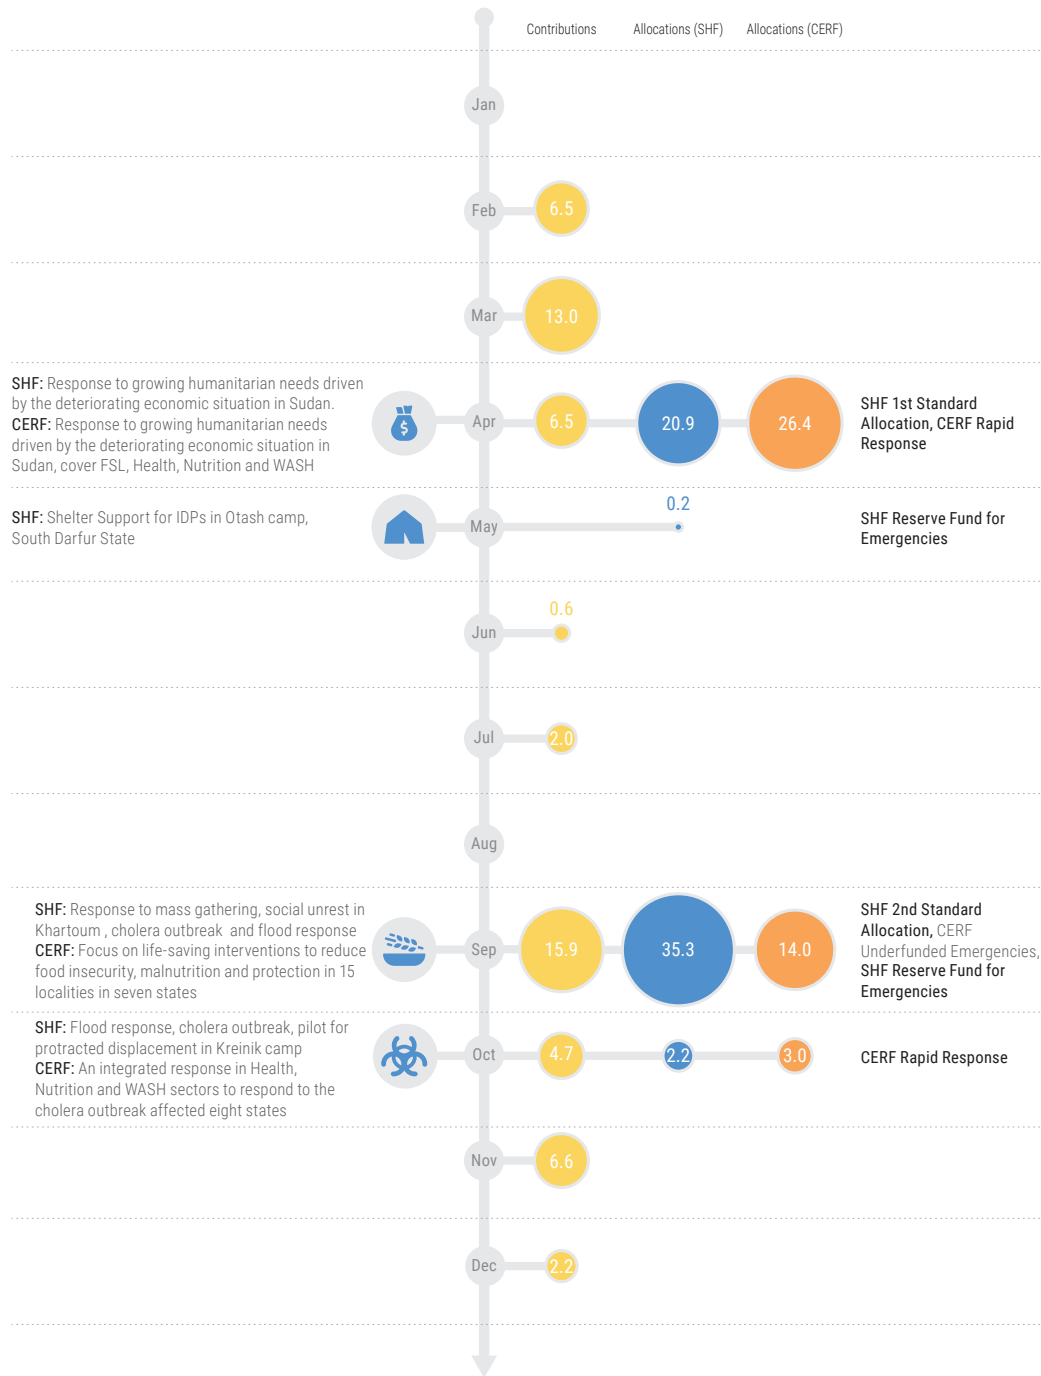 Contributions Allocations (SHF) Allocations (CERF)
Jan
Feb 6.5
Mar 13.0
SHF: Response to growing humanitarian needs driven
by the deteriorating economic situation in Sudan.
CERF: Response to growing humanitarian needs
driven by the deteriorating economic situation in
Sudan, cover FSL, Health, Nutrition and WASH
$
Apr 6.5 20.9 26.4
SHF 1st Standard
Allocation, CERF Rapid
Response
SHF: Shelter Support for IDPs in Otash camp,
South Darfur State
May 0.2
SHF Reserve Fund for
Emergencies
Jun 0.6
Jul 2.0
Aug
SHF: Response to mass gathering, social unrest in
Khartoum , cholera outbreak and flood response
CERF: Focus on life-saving interventions to reduce
food insecurity, malnutrition and protection in 15
localities in seven states
Sep 15.9 35.3 14.0
SHF 2nd Standard
Allocation, CERF
Underfunded Emergencies,
SHF Reserve Fund for
Emergencies
SHF: Flood response, cholera outbreak, pilot for
protracted displacement in Kreinik camp
CERF: An integrated response in Health,
Nutrition and WASH sectors to respond to the
cholera outbreak affected eight states
Oct 4.7 2.2 3.0
CERF Rapid Response
Nov 6.6
Dec 2.2